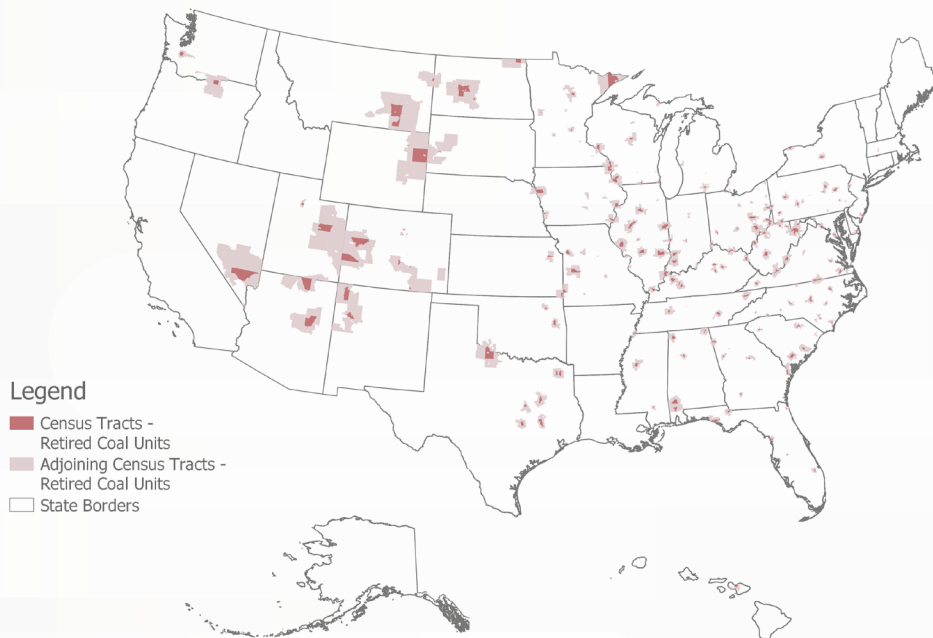 Legend
Census Tracts -
Retired Coal Units
Adjoining Census Tracts -
Retired Coal Units
State Borders